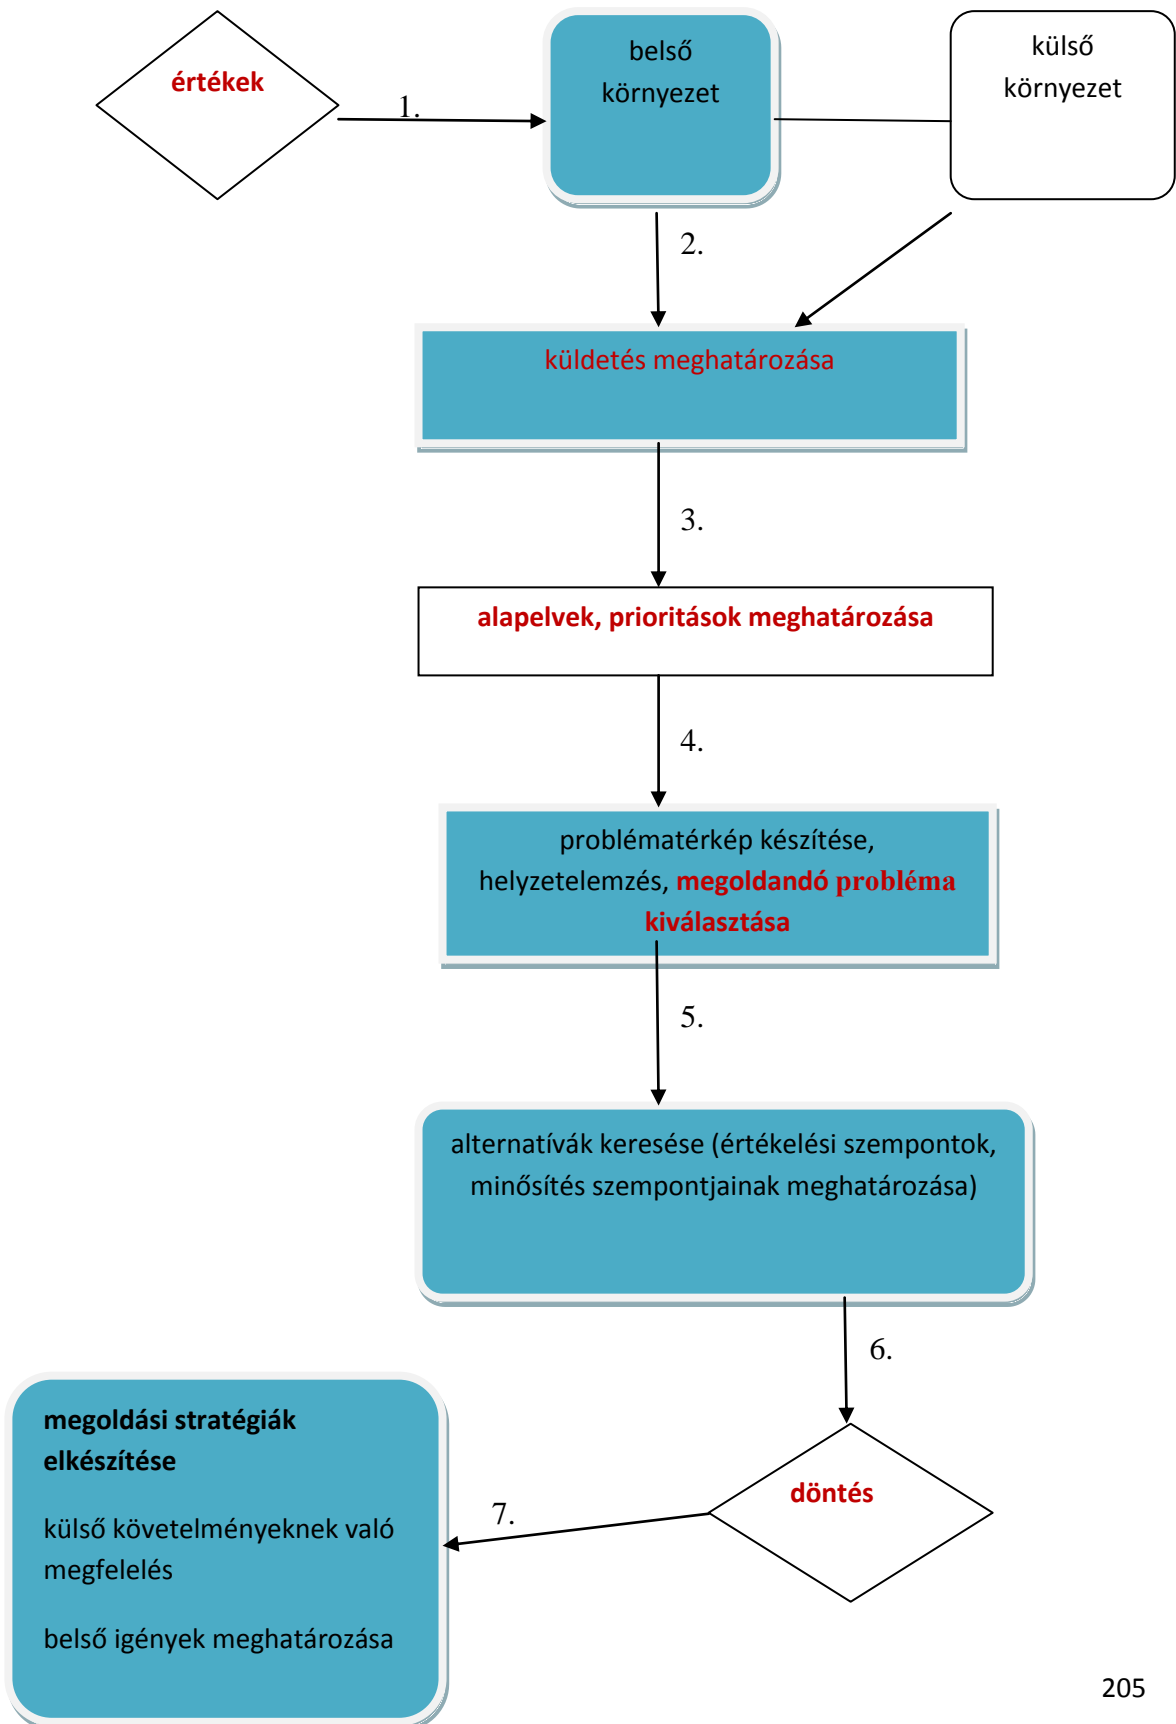 értékek
1.
belső
környezet
külső
környezet
2.
küldetés meghatározása
3.
alapelvek, prioritások meghatározása
4.
problématérkép készítése,
helyzetelemzés, megoldandó probléma
kiválasztása
5.
alternatívák keresése (értékelési szempontok,
minősítés szempontjainak meghatározása)
6.
döntés
7.
megoldási stratégiák
elkészítése
külső követelményeknek való
megfelelés
belső igények meghatározása
205